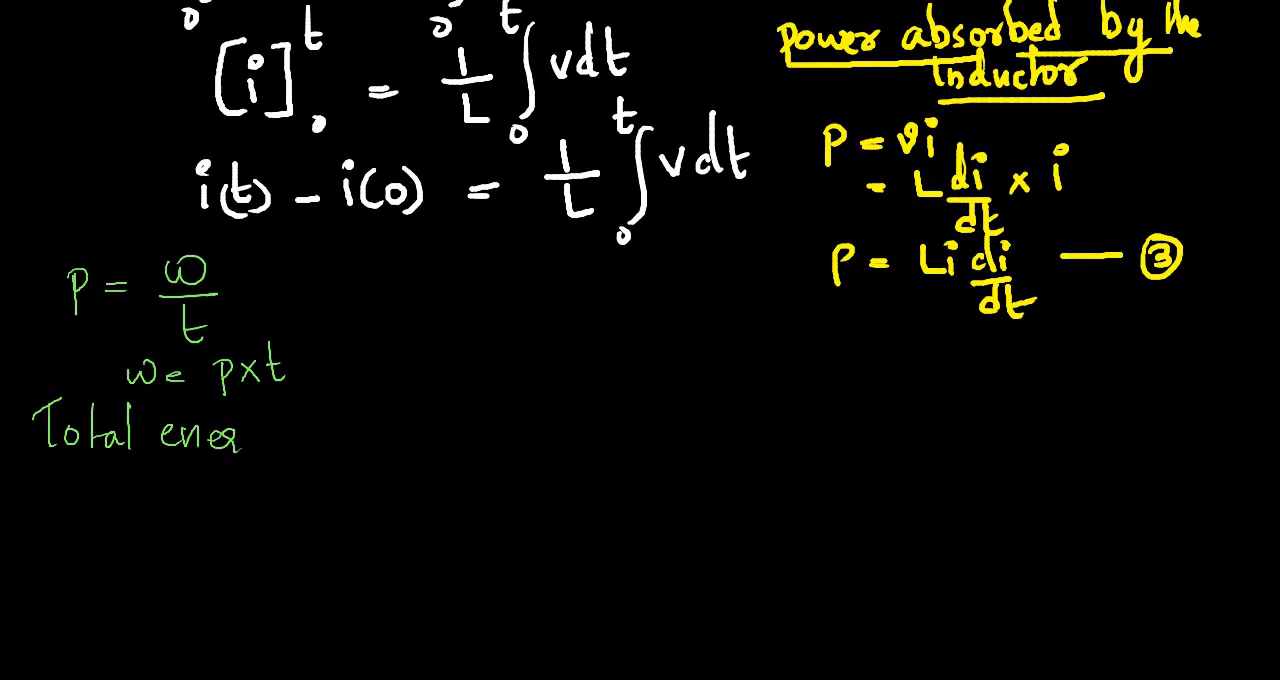 [i]₀ᵗ = 1/L ∫₀ᵗ vdt
i(t) - i(0) = 1/L ∫₀ᵗ vdt
power absorbed by the
Inductor
P = vi
= L di/dt × i
P = Li di/dt — ③
P = ω/t
ω = p×t
Total ener